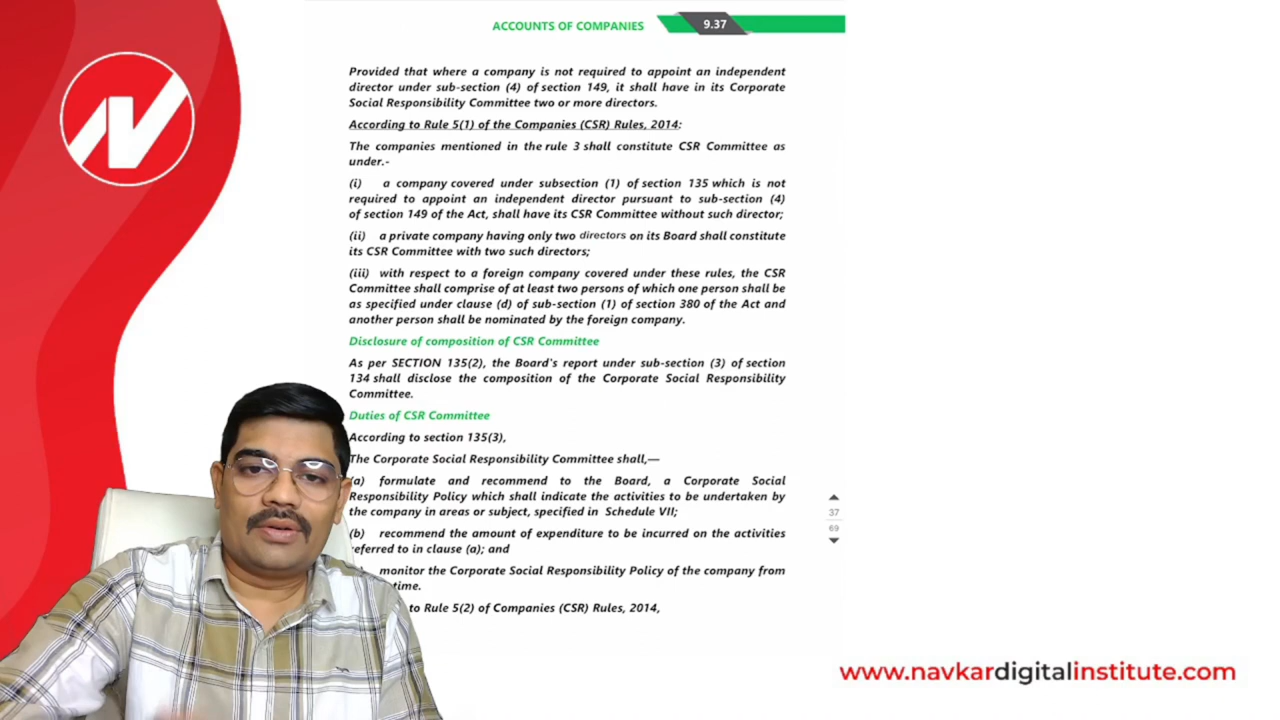 ACCOUNTS OF COMPANIES 9.37
Provided that where a company is not required to appoint an independent
director under sub-section (4) of section 149, it shall have in its Corporate
Social Responsibility Committee two or more directors.
According to Rule 5(1) of the Companies (CSR) Rules, 2014:
The companies mentioned in the rule 3 shall constitute CSR Committee as
under.-
(i) a company covered under subsection (1) of section 135 which is not
required to appoint an independent director pursuant to sub-section (4)
of section 149 of the Act, shall have its CSR Committee without such director;
(ii) a private company having only two directors on its Board shall constitute
its CSR Committee with two such directors;
(iii) with respect to a foreign company covered under these rules, the CSR
Committee shall comprise of at least two persons of which one person shall be
as specified under clause (d) of sub-section (1) of section 380 of the Act and
another person shall be nominated by the foreign company.
Disclosure of composition of CSR Committee
As per SECTION 135(2), the Board's report under sub-section (3) of section
134 shall disclose the composition of the Corporate Social Responsibility
Committee.
Duties of CSR Committee
According to section 135(3),
The Corporate Social Responsibility Committee shall,—
(a) formulate and recommend to the Board, a Corporate Social
Responsibility Policy which shall indicate the activities to be undertaken by
the company in areas or subject, specified in Schedule VII;
(b) recommend the amount of expenditure to be incurred on the activities
referred to in clause (a); and
monitor the Corporate Social Responsibility Policy of the company from
time.
to Rule 5(2) of Companies (CSR) Rules, 2014,
37
69
www.navkardigitalinstitute.com